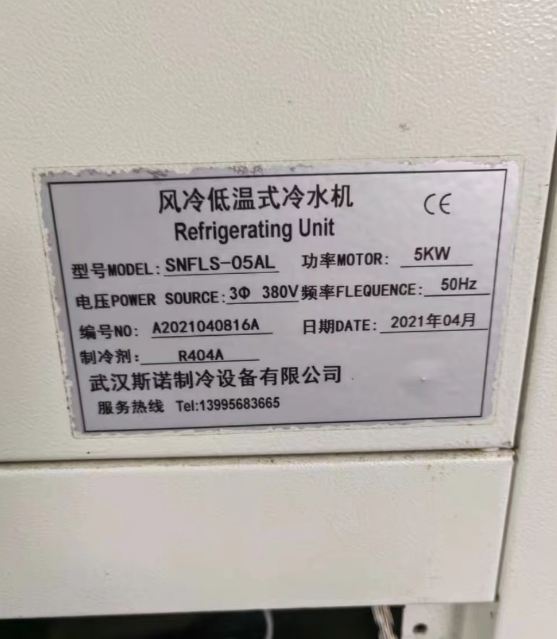 风冷低温式冷水机 CE
Refrigerating Unit
型号MODEL: SNFLS-05AL 功率MOTOR: 5KW
电压POWER SOURCE: 3Φ 380V 频率FLEQUENCE: 50Hz
编号NO: A2021040816A 日期DATE: 2021年04月
制冷剂: R404A
武汉斯诺制冷设备有限公司
服务热线 Tel:13995683665